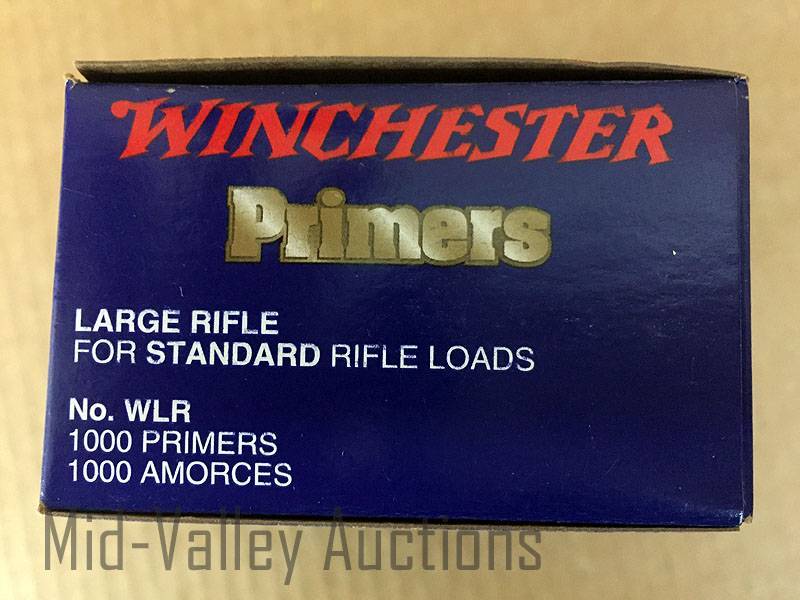 WINCHESTER
Primers
LARGE RIFLE
FOR STANDARD RIFLE LOADS
No. WLR
1000 PRIMERS
1000 AMORCES
Mid-Valley Auctions